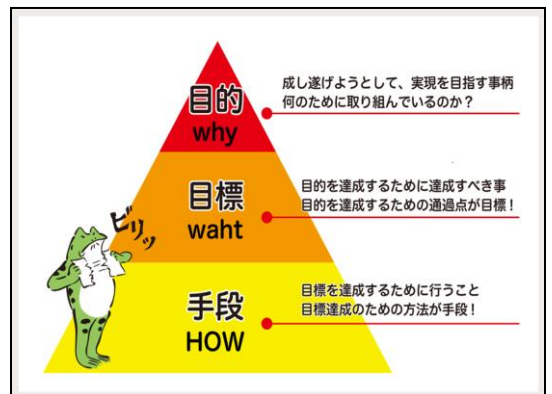 目的
why
成し遂げようとして、実現を目指す事柄
何のために取り組んでいるのか？
目標
waht
目的を達成するために達成すべき事
目的を達成するための通過点が目標！
ビリッ
手段
HOW
目標を達成するために行うこと
目標達成のための方法が手段！